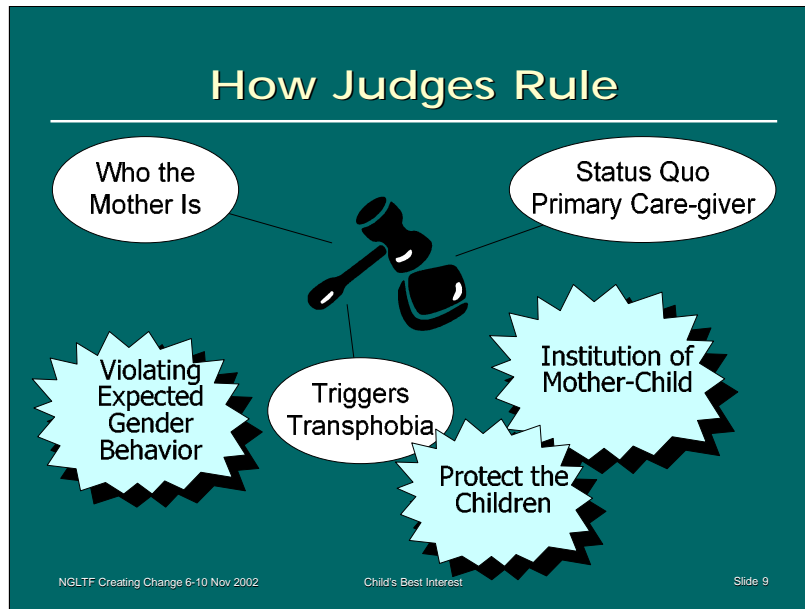 How Judges Rule
Who the
Mother Is
Status Quo
Primary Care-giver
Violating
Expected
Gender
Behavior
Triggers
Transphobia
Institution of
Mother-Child
Protect the
Children
NGLTF Creating Change 6-10 Nov 2002
Child's Best Interest
Slide 9